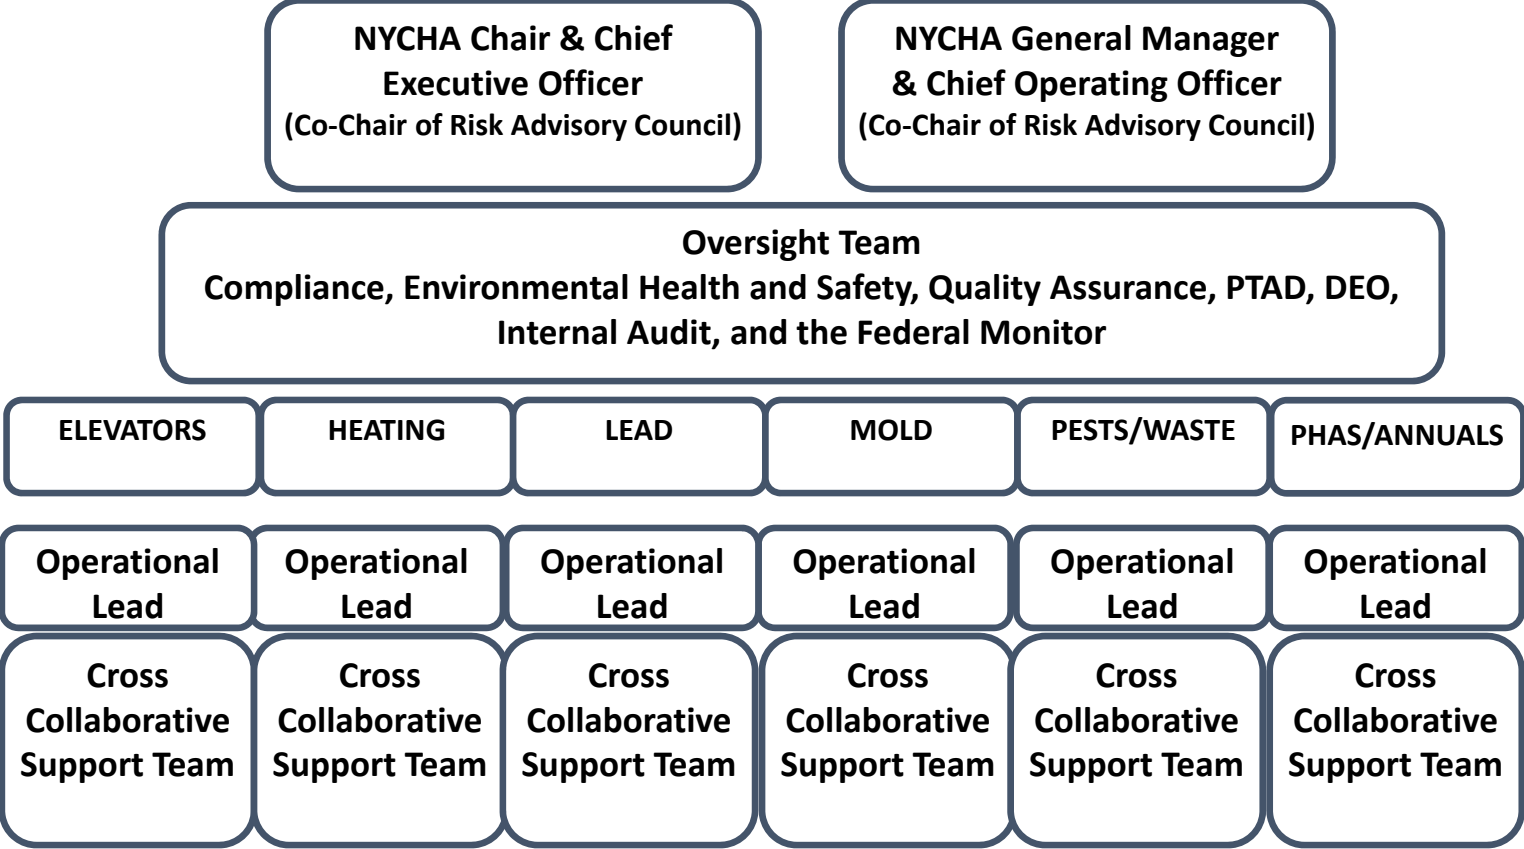 NYCHA Chair & Chief
Executive Officer
(Co-Chair of Risk Advisory Council)
NYCHA General Manager
& Chief Operating Officer
(Co-Chair of Risk Advisory Council)
Oversight Team
Compliance, Environmental Health and Safety, Quality Assurance, PTAD, DEO,
Internal Audit, and the Federal Monitor
ELEVATORS
HEATING
LEAD
MOLD
PESTS/WASTE
PHAS/ANNUALS
Operational
Lead
Operational
Lead
Operational
Lead
Operational
Lead
Operational
Lead
Operational
Lead
Cross
Collaborative
Support Team
Cross
Collaborative
Support Team
Cross
Collaborative
Support Team
Cross
Collaborative
Support Team
Cross
Collaborative
Support Team
Cross
Collaborative
Support Team